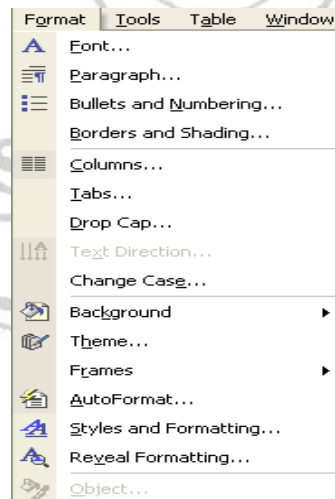 Format Tools Table Window
Font...
Paragraph...
Bullets and Numbering...
Borders and Shading...
Columns...
Tabs...
Drop Cap...
Text Direction...
Change Case...
Background
Theme...
Frames
AutoFormat...
Styles and Formatting...
Reveal Formatting...
Object...